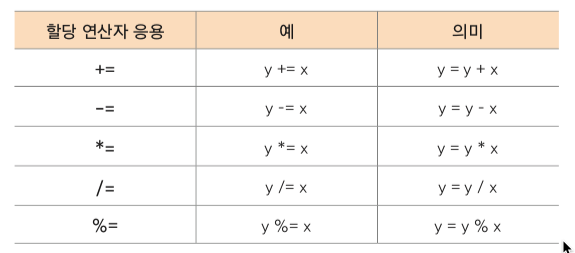 할당 연산자 응용 예 의미
+= y += x y = y + x
-= y -= x y = y - x
*= y *= x y = y * x
/= y /= x y = y / x
%= y %= x y = y % x